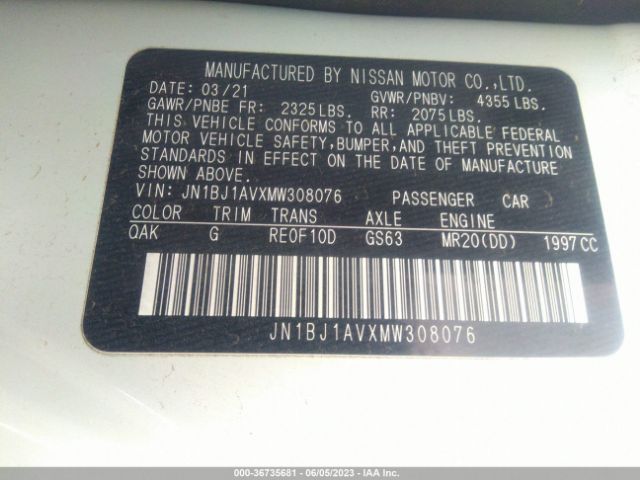 MANUFACTURED BY NISSAN MOTOR CO.,LTD.
DATE: 03/21 GVWR/PNBV: 4355 LBS.
GAWR/PNBE FR: 2325 LBS. RR: 2075 LBS.
THIS VEHICLE CONFORMS TO ALL APPLICABLE FEDERAL
MOTOR VEHICLE SAFETY, BUMPER, AND THEFT PREVENTION
STANDARDS IN EFFECT ON THE DATE OF MANUFACTURE
SHOWN ABOVE.
VIN: JN1BJ1AVXMW308076 PASSENGER CAR
COLOR TRIM TRANS AXLE ENGINE
QAK G RE0F10D GS63 MR20(DD) 1997 CC
JN1BJ1AVXMW308076
000-36735681 - 06/05/2023 - IAA Inc.